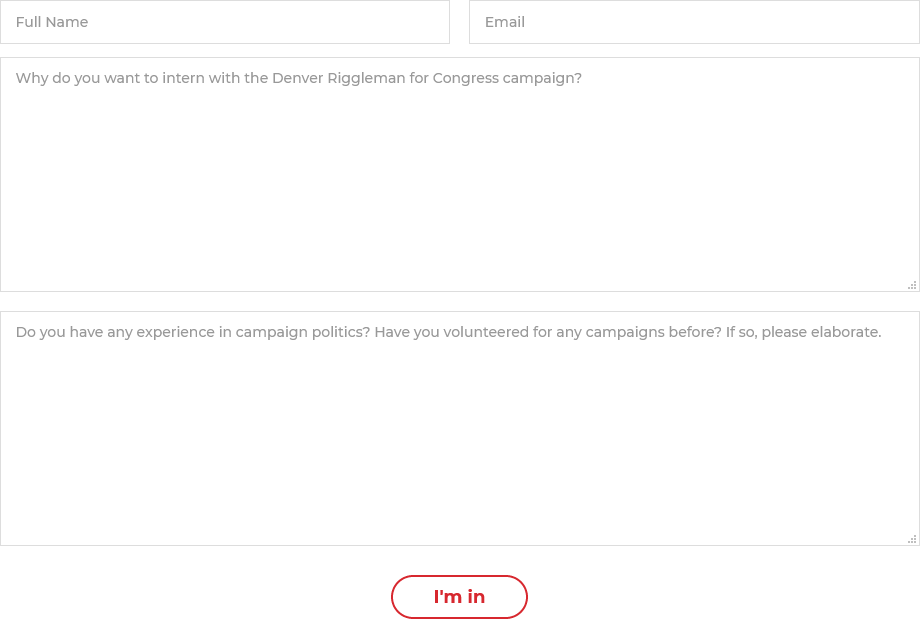 Full Name
Email
Why do you want to intern with the Denver Riggleman for Congress campaign?
Do you have any experience in campaign politics? Have you volunteered for any campaigns before? If so, please elaborate.
I'm in